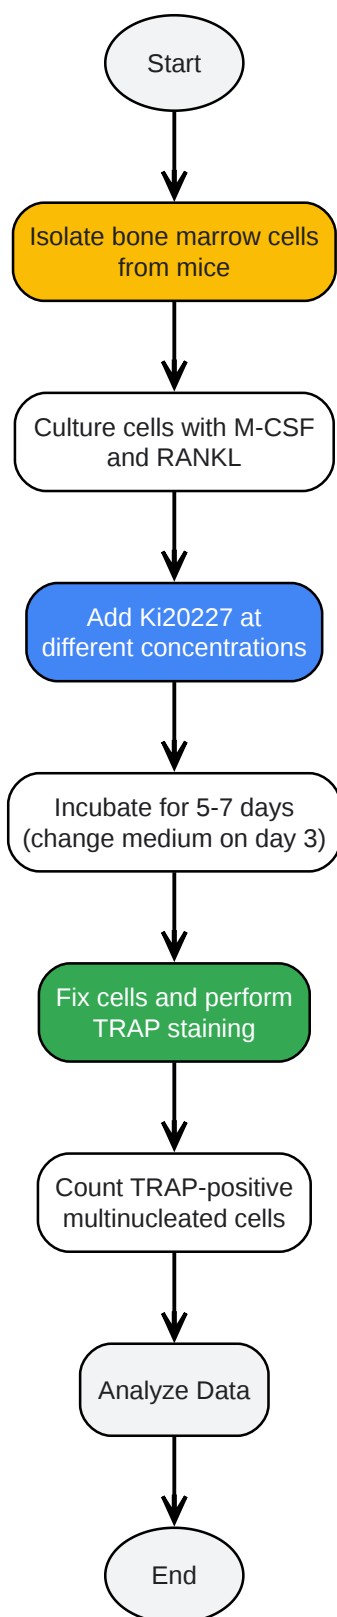 Start
Isolate bone marrow cells
from mice
Culture cells with M-CSF
and RANKL
Add Ki20227 at
different concentrations
Incubate for 5-7 days
(change medium on day 3)
Fix cells and perform
TRAP staining
Count TRAP-positive
multinucleated cells
Analyze Data
End